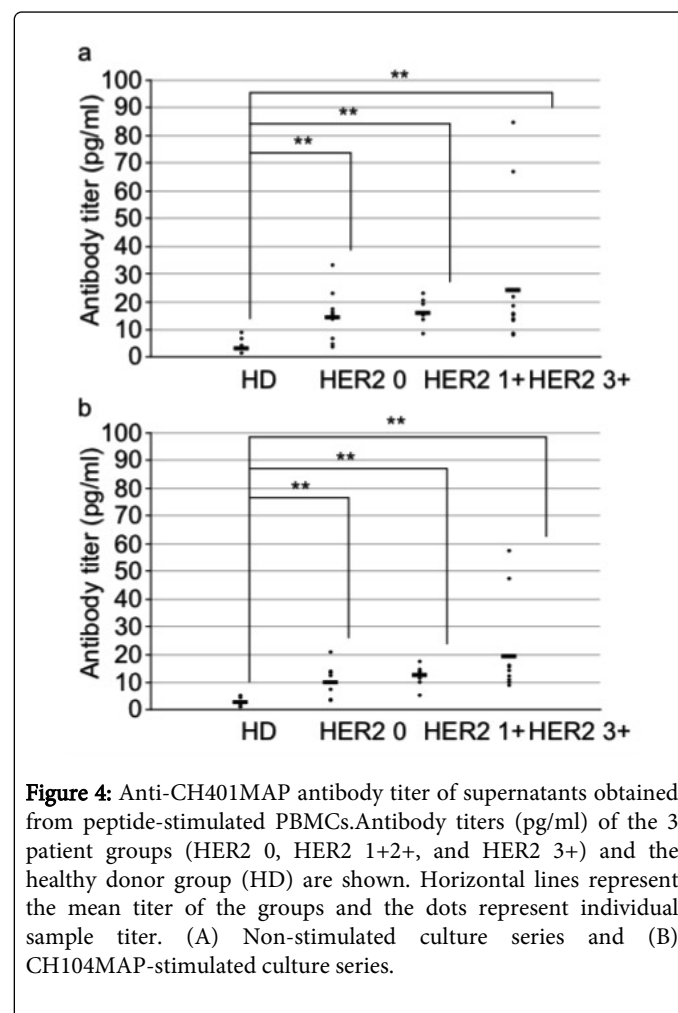 a
Antibody titer (pg/ml)
100
90
80
70
60
50
40
30
20
10
0
**
**
**
HD HER2 0 HER2 1+ HER2 3+
b
Antibody titer (pg/ml)
100
90
80
70
60
50
40
30
20
10
0
**
**
**
HD HER2 0 HER2 1+ HER2 3+
Figure 4: Anti-CH401MAP antibody titer of supernatants obtained
from peptide-stimulated PBMCs.Antibody titers (pg/ml) of the 3
patient groups (HER2 0, HER2 1+2+, and HER2 3+) and the
healthy donor group (HD) are shown. Horizontal lines represent
the mean titer of the groups and the dots represent individual
sample titer. (A) Non-stimulated culture series and (B)
CH104MAP-stimulated culture series.